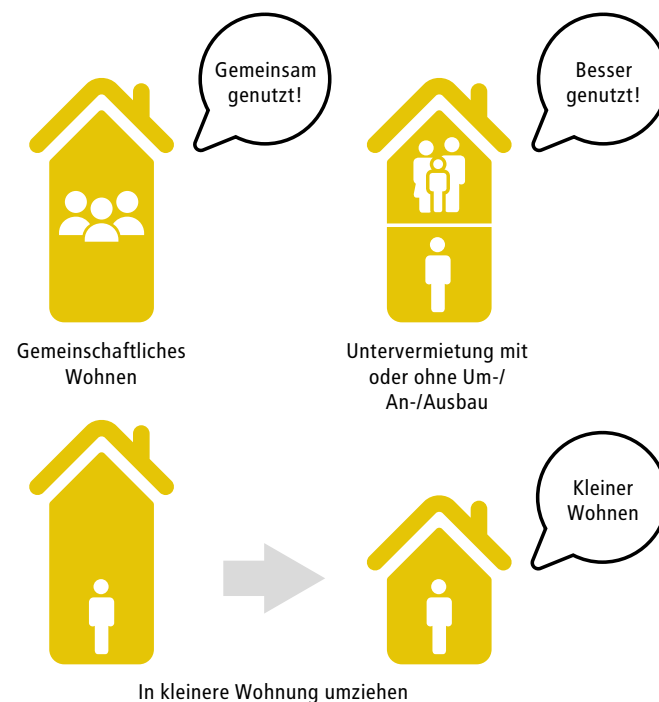 Gemeinsam
genutzt!
Besser
genutzt!
Gemeinschaftliches
Wohnen
Untervermietung mit
oder ohne Um-/
An-/Ausbau
Kleiner
Wohnen
In kleinere Wohnung umziehen